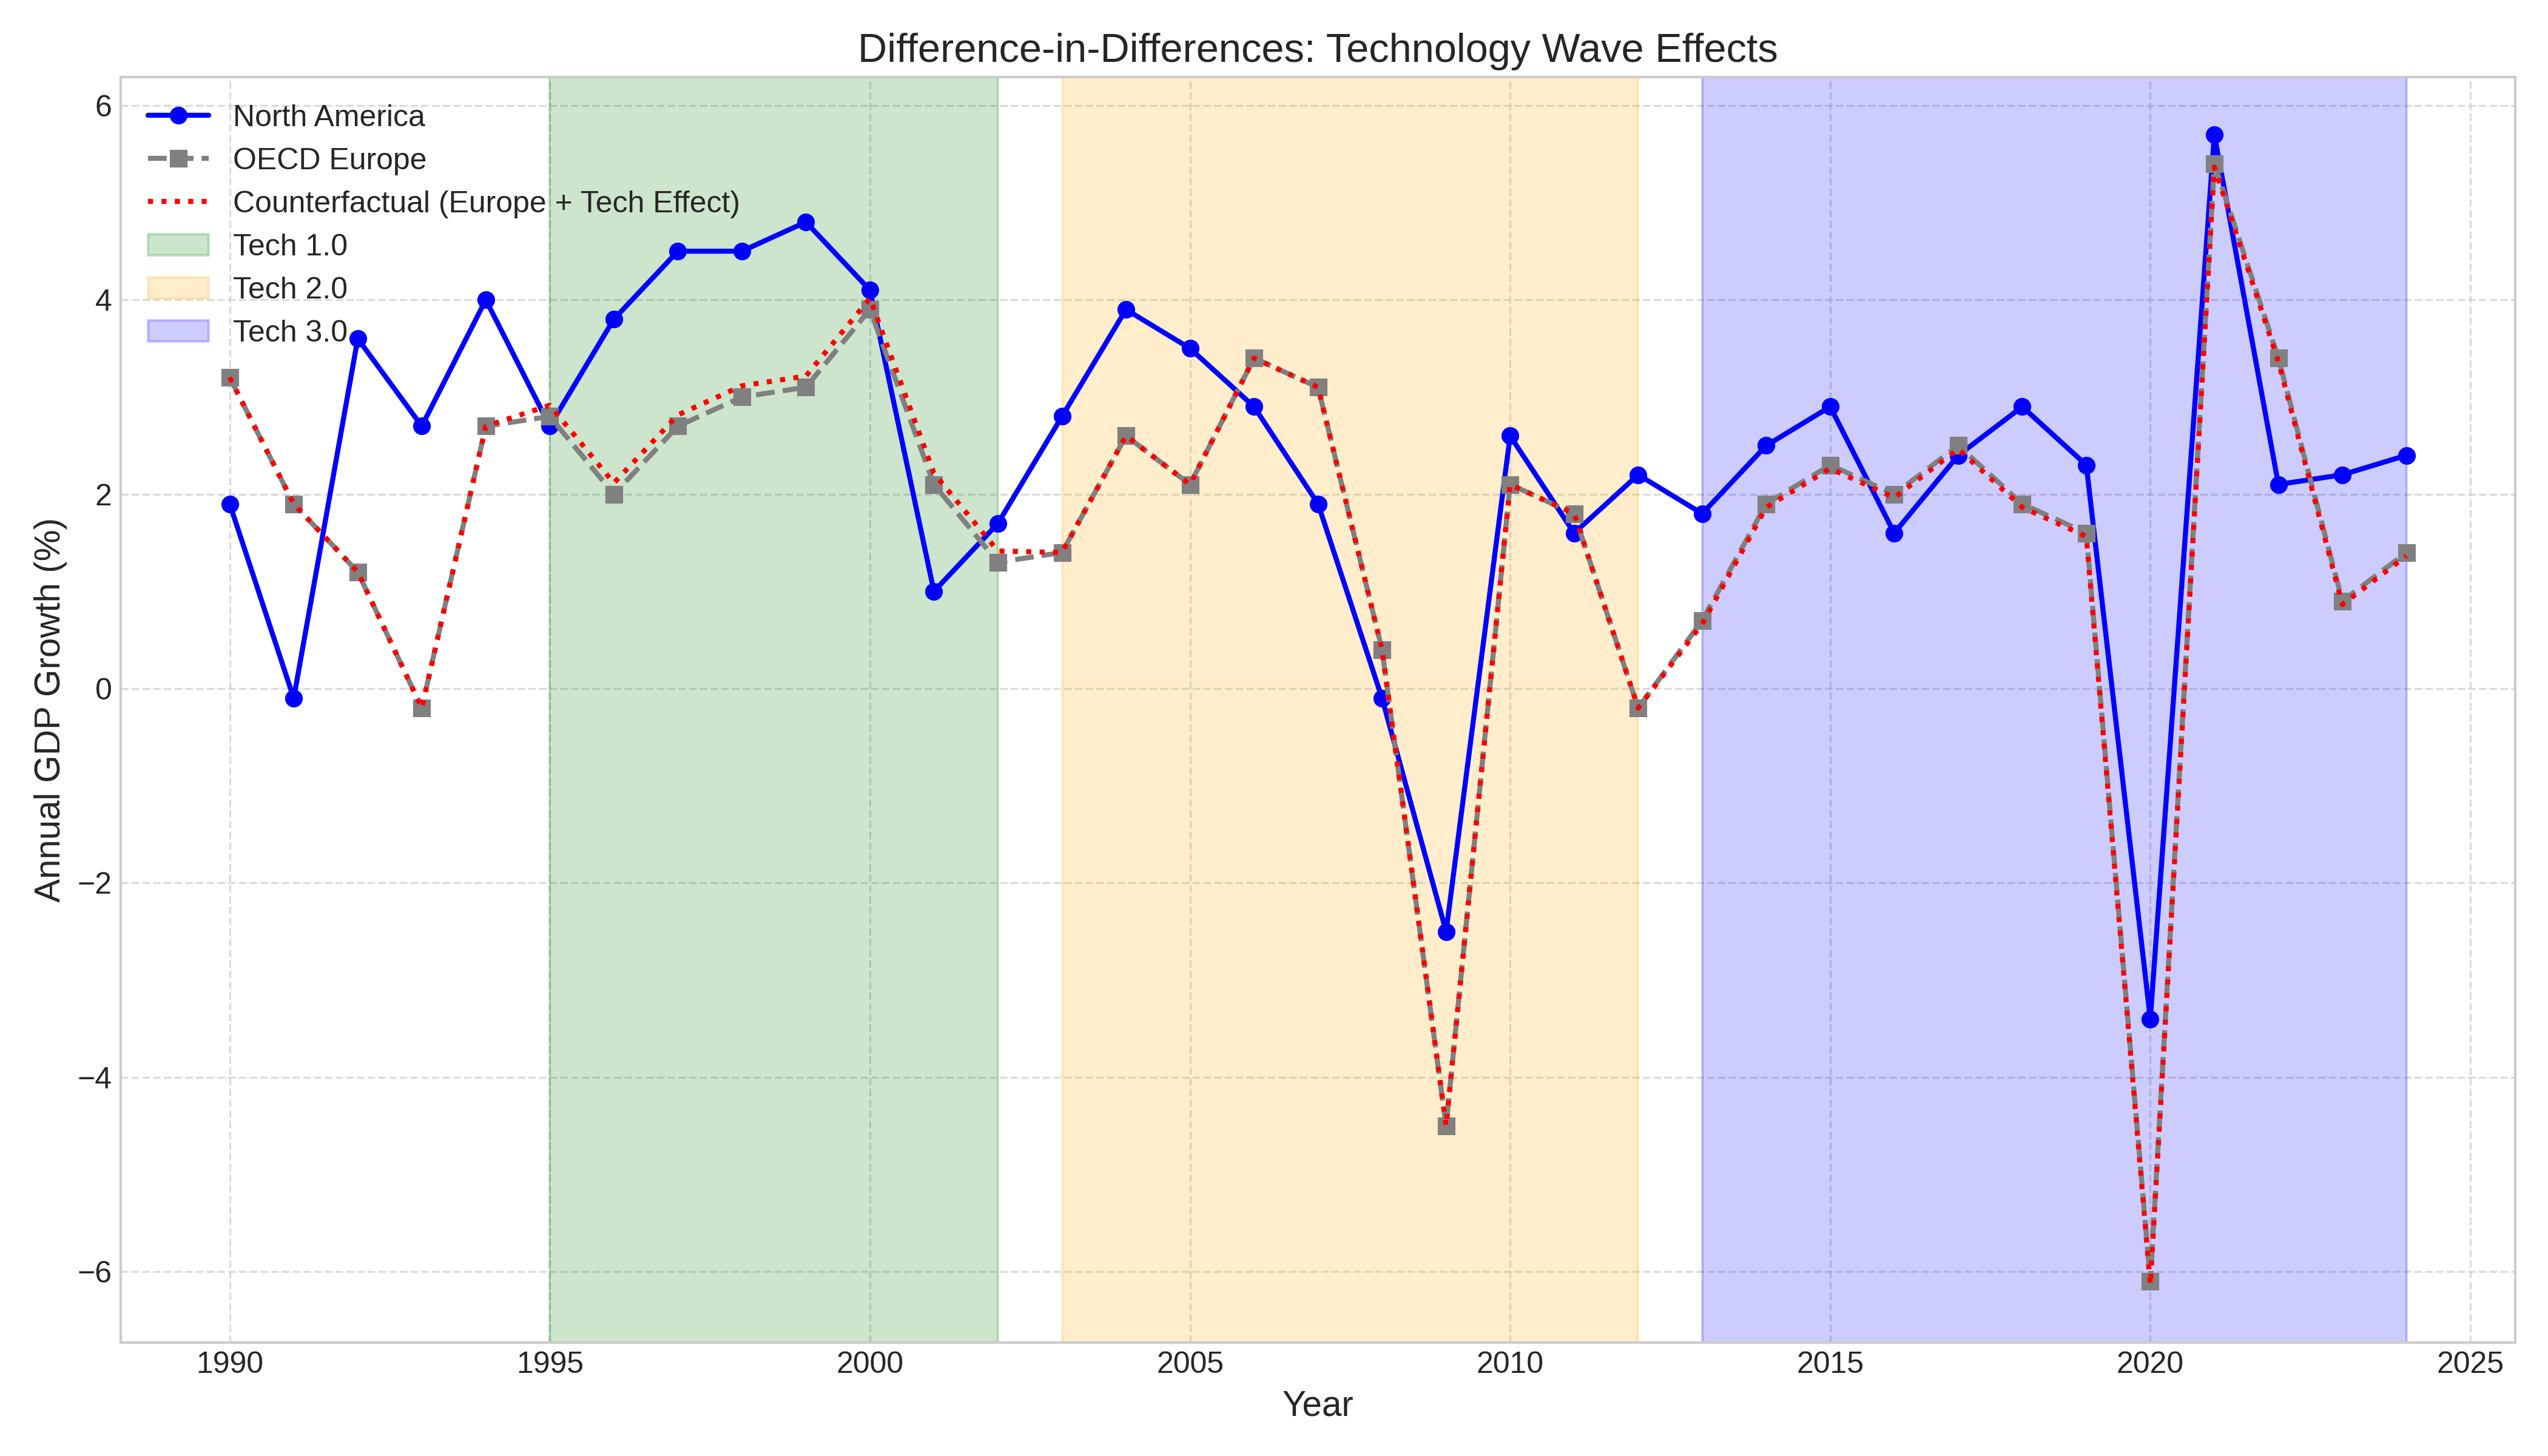 Difference-in-Differences: Technology Wave Effects
North America
OECD Europe
Counterfactual (Europe + Tech Effect)
Tech 1.0
Tech 2.0
Tech 3.0
Annual GDP Growth (%)
6
4
2
0
−2
−4
−6
1990 1995 2000 2005 2010 2015 2020 2025
Year